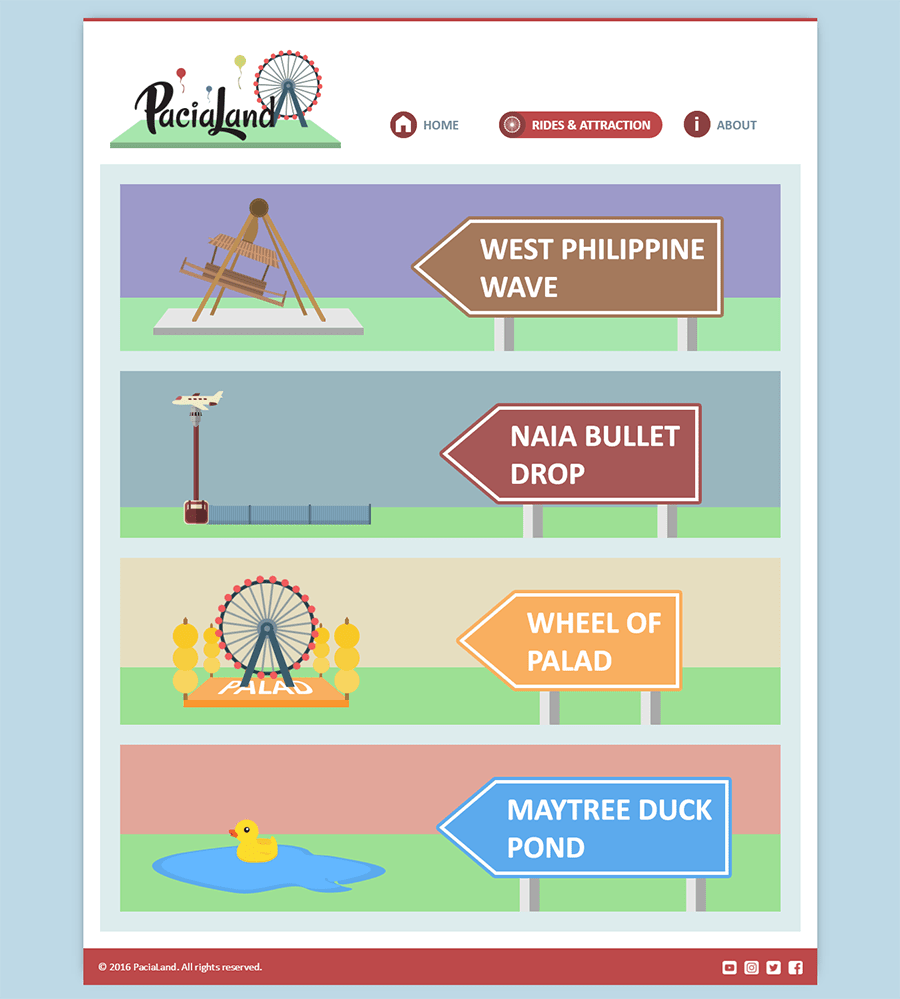 PaciaLand
HOME
RIDES & ATTRACTION
ABOUT
WEST PHILIPPINE
WAVE
NAIA BULLET
DROP
WHEEL OF
PALAD
PALAD
MAYTREE DUCK
POND
© 2016 PaciaLand. All rights reserved.